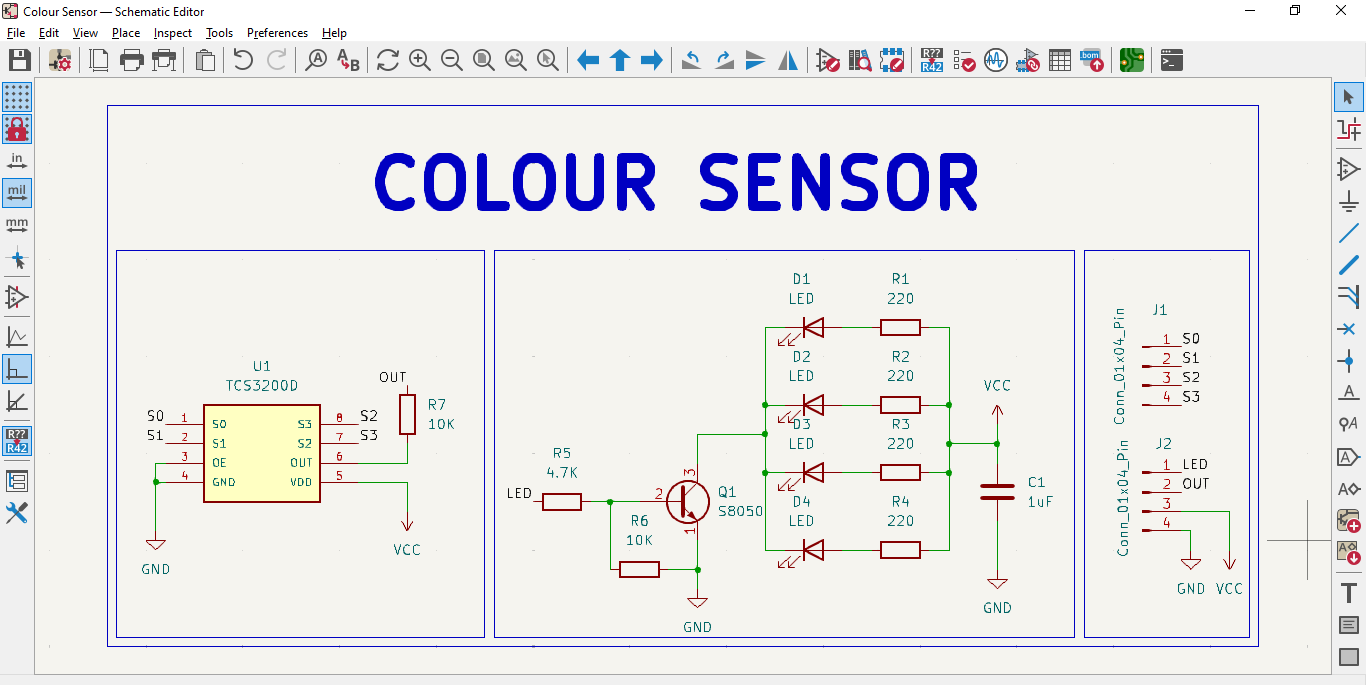 Colour Sensor — Schematic Editor
File Edit View Place Inspect Tools Preferences Help
A
A B
R??
R42
bom
in
mil
mm
R??
R42
A
A
A
A
A
T
COLOUR SENSOR
U1
TCS3200D
S0 1 S0 S3 8 S2
S1 2 S1 S2 7 S3
3 OE OUT 6
4 GND VDD 5
OUT
R7
10K
GND
VCC
D1
LED
R1
220
D2
LED
R2
220
D3
LED
R3
220
D4
LED
R4
220
VCC
R5
4.7K
LED
R6
10K
2
3
1
Q1
S8050
GND
C1
1uF
GND
J1
Conn_01x04_Pin
1 S0
2 S1
3 S2
4 S3
J2
Conn_01x04_Pin
1 LED
2 OUT
3
4
GND VCC